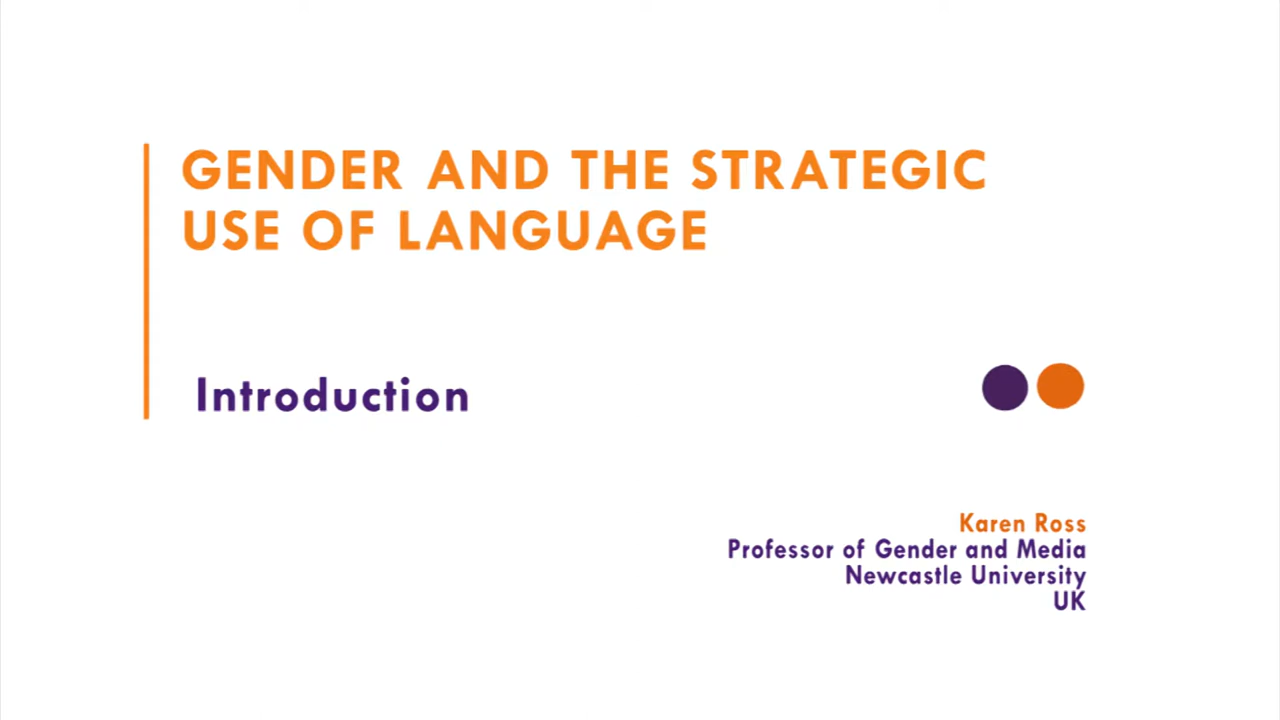 GENDER AND THE STRATEGIC
USE OF LANGUAGE
Introduction
Karen Ross
Professor of Gender and Media
Newcastle University
UK